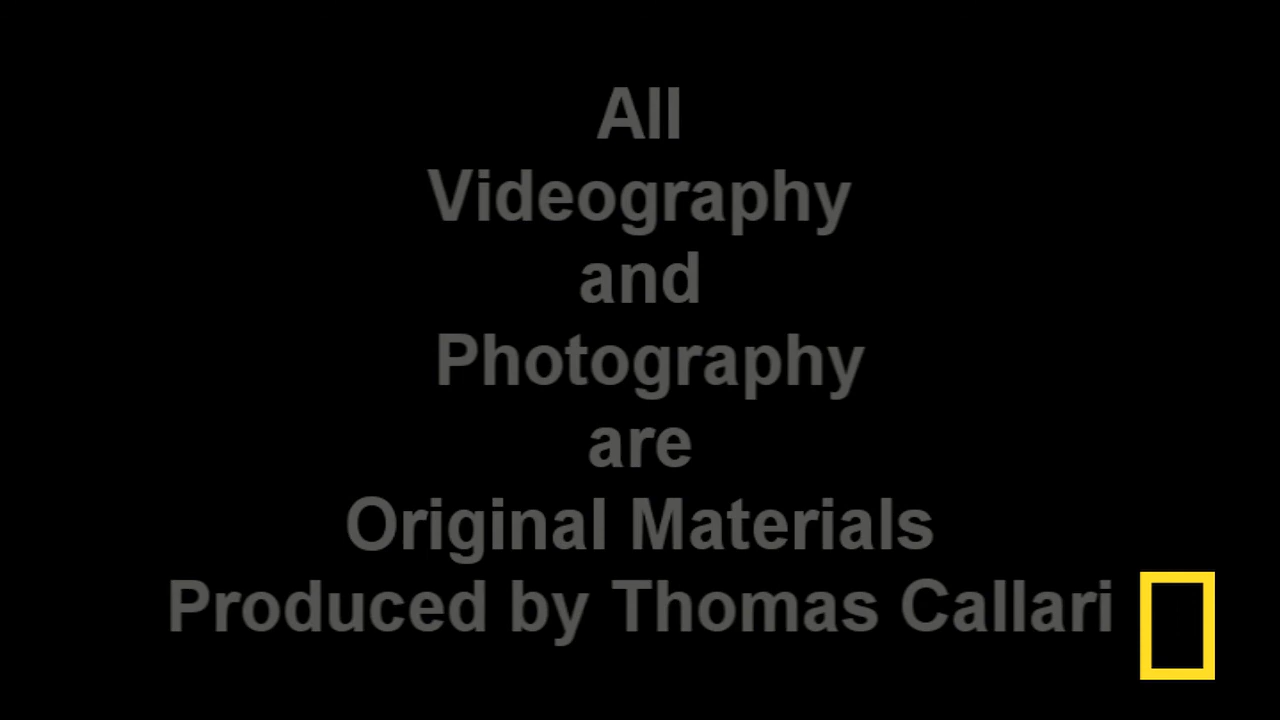 All
Videography
and
Photography
are
Original Materials
Produced by Thomas Callari